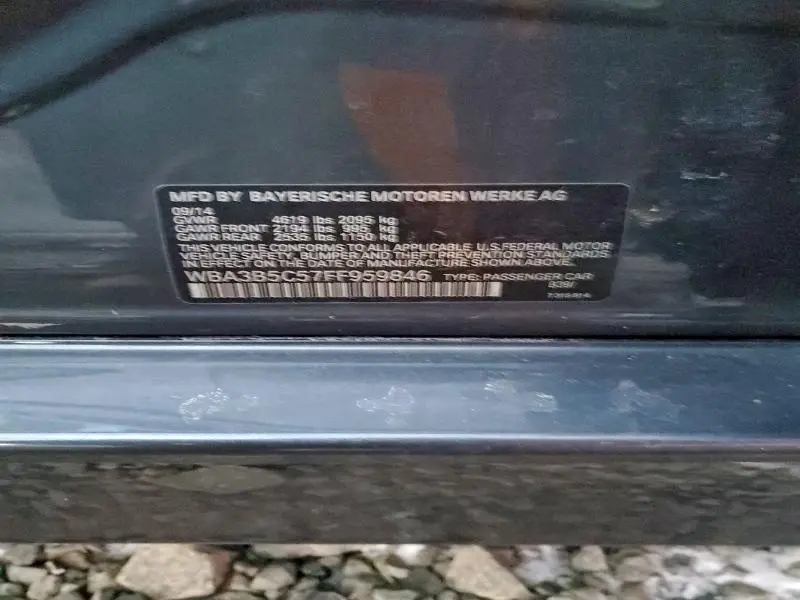 MFD BY BAYERISCHE MOTOREN WERKE AG
09/14
GVWR 4619 lbs 2095 kg
GAWR FRONT 2194 lbs 995 kg
GAWR REAR 2535 lbs 1150 kg
THIS VEHICLE CONFORMS TO ALL APPLICABLE U.S.FEDERAL MOTOR
VEHICLE SAFETY, BUMPER AND THEFT PREVENTION STANDARDS
IN EFFECT ON THE DATE OF MANUFACTURE SHOWN ABOVE.
WBA3B5C57FF959846 TYPE: PASSENGER CAR